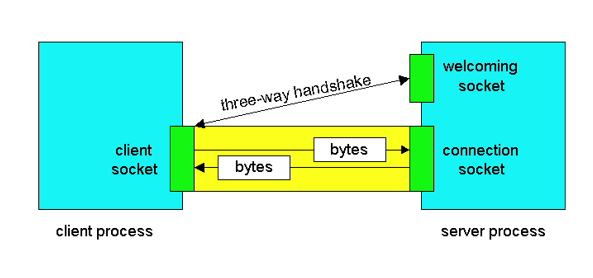 three-way handshake
welcoming
socket
client
socket
bytes
bytes
connection
socket
client process
server process